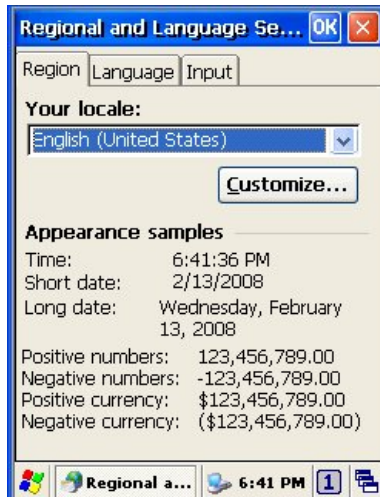 Regional and Language Se... OK
Region Language Input
Your locale:
English (United States)
Customize...
Appearance samples
Time: 6:41:36 PM
Short date: 2/13/2008
Long date: Wednesday, February
13, 2008
Positive numbers: 123,456,789.00
Negative numbers: -123,456,789.00
Positive currency: $123,456,789.00
Negative currency: ($123,456,789.00)
Regional a... 6:41 PM 1